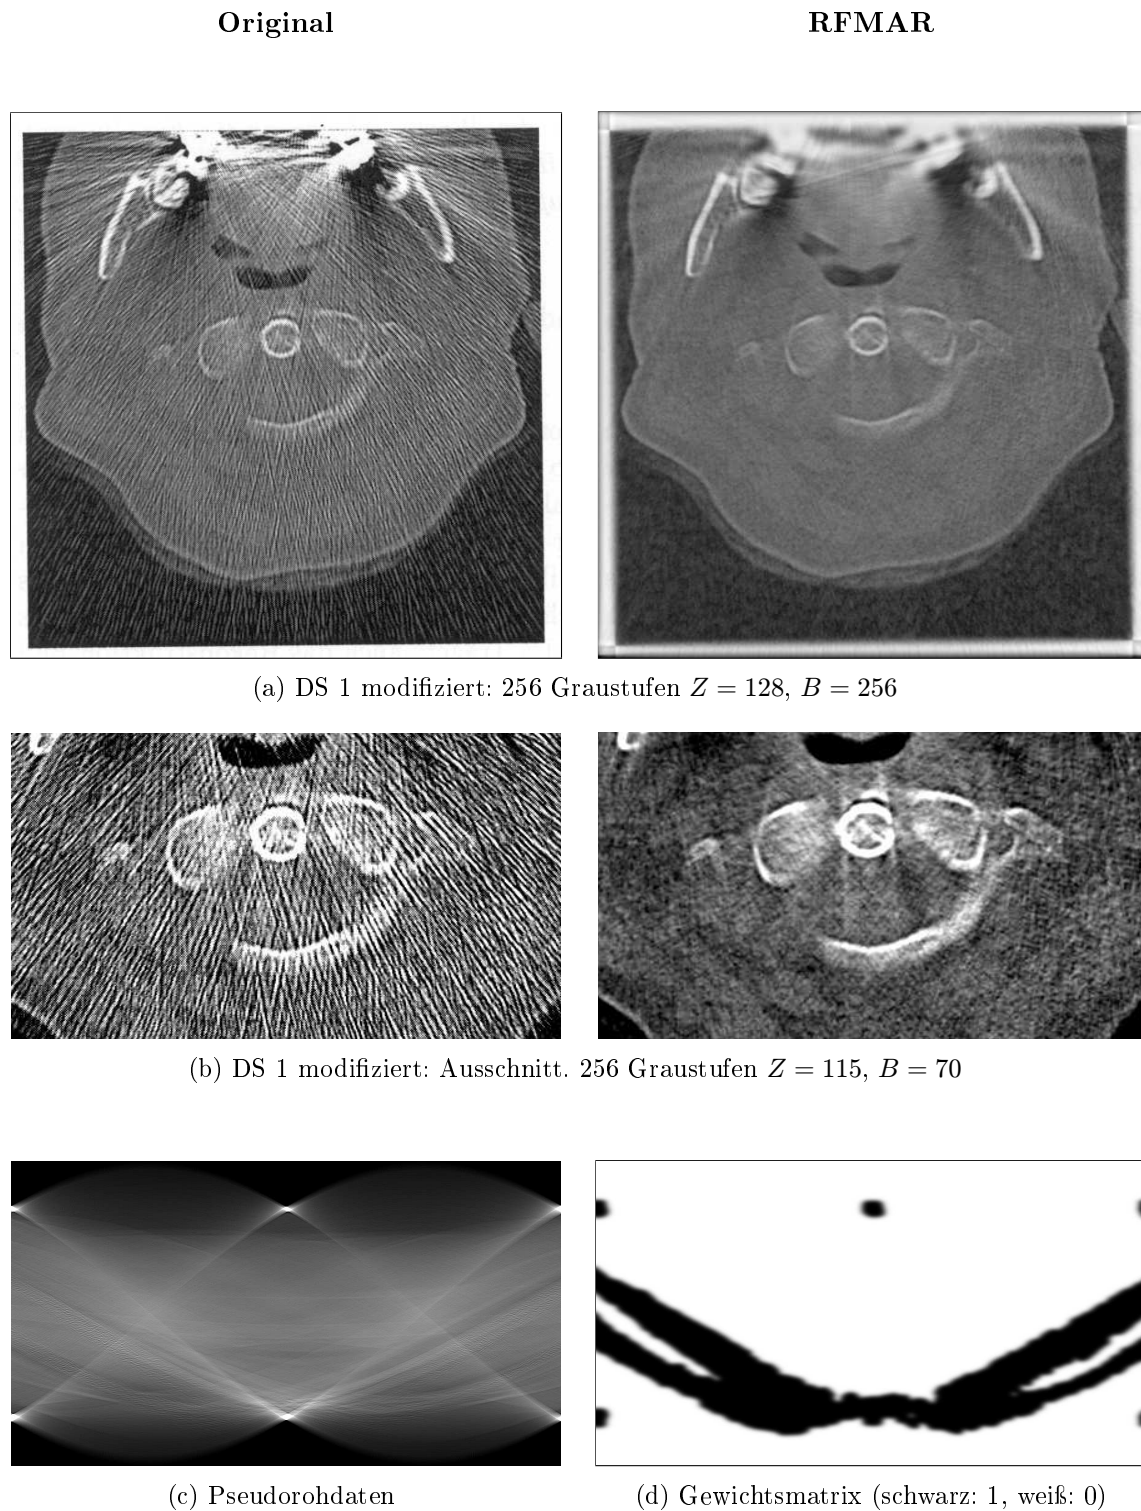 Original
RFMAR
(a) DS 1 modifiziert: 256 Graustufen Z = 128, B = 256
(b) DS 1 modifiziert: Ausschnitt. 256 Graustufen Z = 115, B = 70
(c) Pseudorohdaten
(d) Gewichtsmatrix (schwarz: 1, weiß: 0)